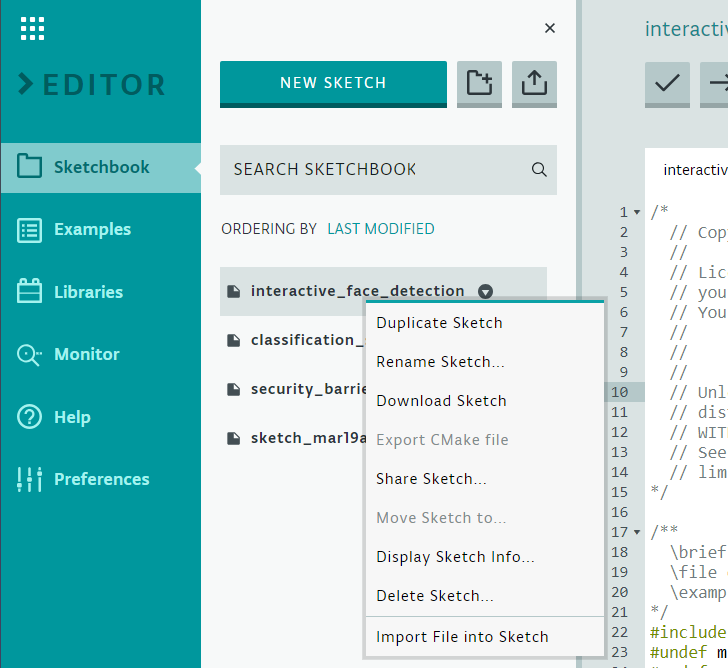 EDITOR
Sketchbook
Examples
Libraries
Monitor
Help
Preferences
NEW SKETCH
SEARCH SKETCHBOOK
ORDERING BY LAST MODIFIED
interactive_face_detection
classification_
security_barrie
sketch_mar19a
Duplicate Sketch
Rename Sketch...
Download Sketch
Export CMake file
Share Sketch...
Move Sketch to...
Display Sketch Info...
Delete Sketch...
Import File into Sketch
interactiv
interactiv
1 /*
2 // Cop
3 //
4 // Lic
5 // you
6 // You
7 //
8 //
9 //
10 // Unl
11 // dis
12 // WIT
13 // See
14 // lim
15 */
16
17 /**
18 \brief
19 \file
20 \examp
21 */
22 #include
23 #undef m